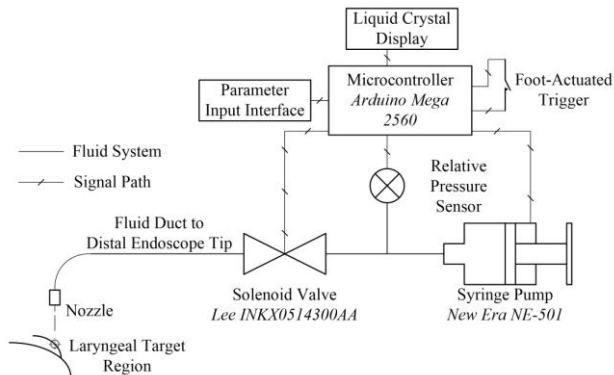 Liquid Crystal
Display
Parameter
Input Interface
Microcontroller
Arduino Mega
2560
Foot-Actuated
Trigger
Fluid System
Signal Path
Relative
Pressure
Sensor
Fluid Duct to
Distal Endoscope Tip
Solenoid Valve
Lee INKX0514300AA
Syringe Pump
New Era NE-501
Nozzle
Laryngeal Target
Region